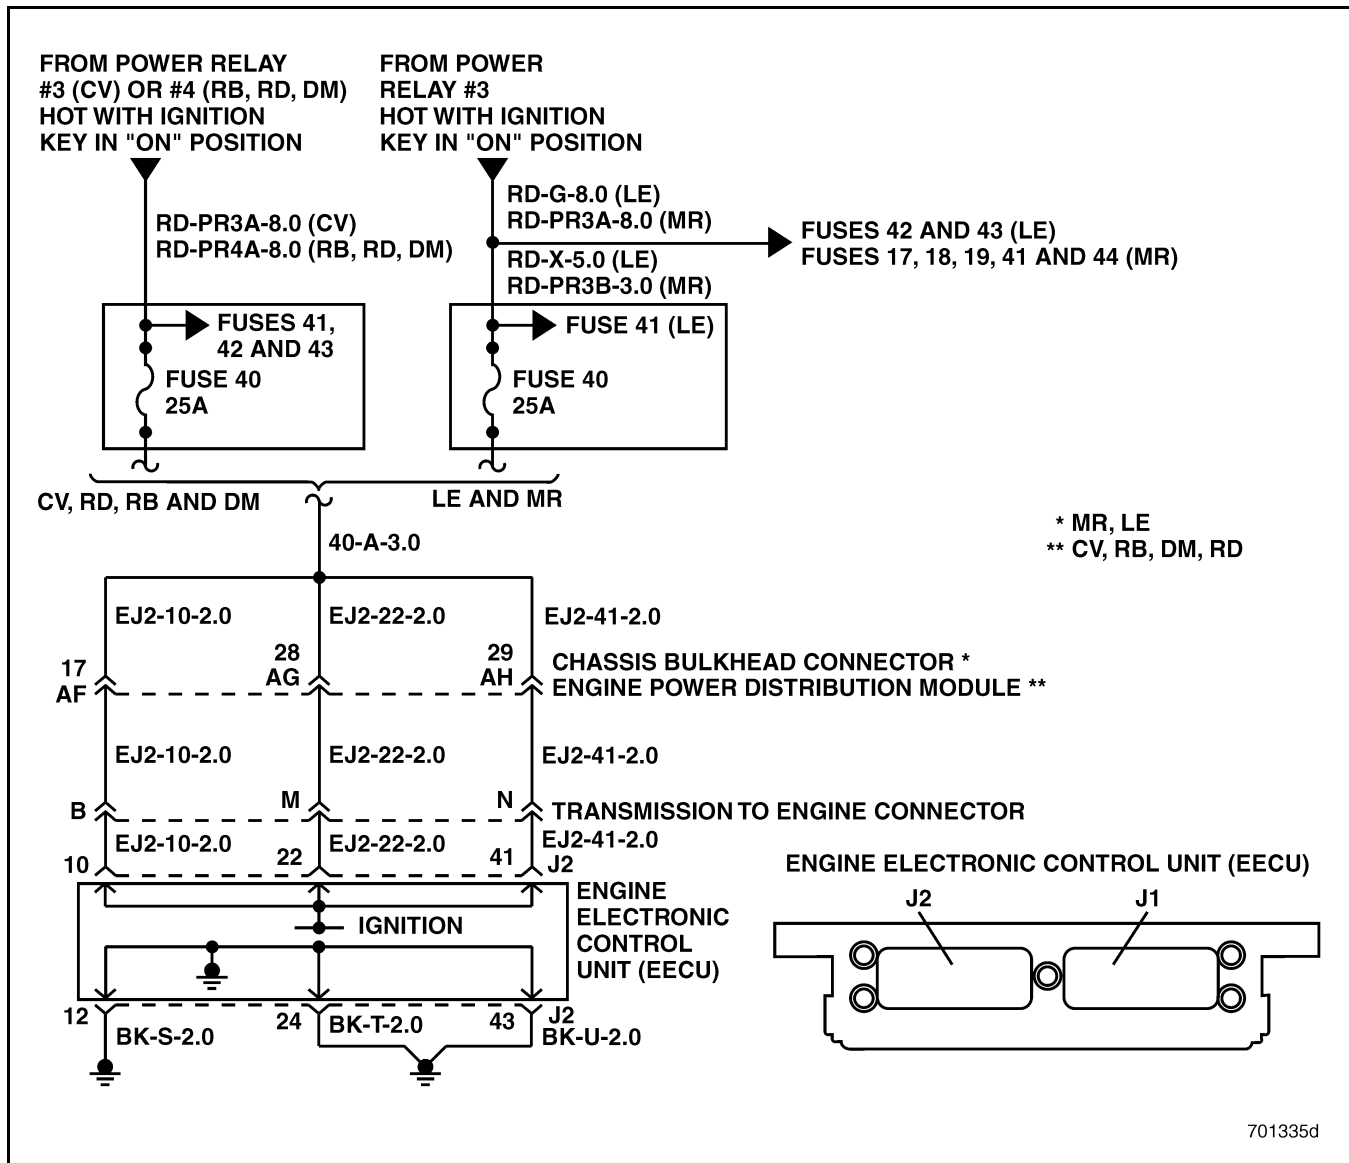 FROM POWER RELAY
#3 (CV) OR #4 (RB, RD, DM)
HOT WITH IGNITION
KEY IN "ON" POSITION
FROM POWER
RELAY #3
HOT WITH IGNITION
KEY IN "ON" POSITION
RD-PR3A-8.0 (CV)
RD-PR4A-8.0 (RB, RD, DM)
RD-G-8.0 (LE)
RD-PR3A-8.0 (MR)
RD-X-5.0 (LE)
RD-PR3B-3.0 (MR)
FUSES 42 AND 43 (LE)
FUSES 17, 18, 19, 41 AND 44 (MR)
FUSES 41,
42 AND 43
FUSE 40
25A
FUSE 41 (LE)
FUSE 40
25A
CV, RD, RB AND DM
LE AND MR
* MR, LE
** CV, RB, DM, RD
40-A-3.0
EJ2-10-2.0
EJ2-22-2.0
EJ2-41-2.0
17
AF
28
AG
29
AH
CHASSIS BULKHEAD CONNECTOR *
ENGINE POWER DISTRIBUTION MODULE **
EJ2-10-2.0
EJ2-22-2.0
EJ2-41-2.0
B
M
N
TRANSMISSION TO ENGINE CONNECTOR
EJ2-10-2.0
EJ2-22-2.0
EJ2-41-2.0
10
22
41
J2
IGNITION
ENGINE
ELECTRONIC
CONTROL
UNIT (EECU)
12
24
43
J2
BK-S-2.0
BK-T-2.0
BK-U-2.0
ENGINE ELECTRONIC CONTROL UNIT (EECU)
J2
J1
701335d